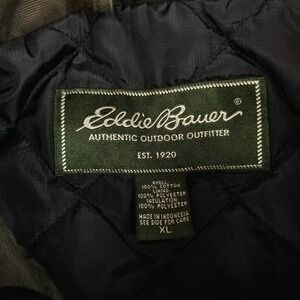 Eddie Bauer
®
AUTHENTIC OUTDOOR OUTFITTER
EST. 1920
SHELL
100% COTTON
LINING
100% POLYESTER
INSULATION
100% POLYESTER
MADE IN INDONESIA
SEE SIDE FOR CARE
XL